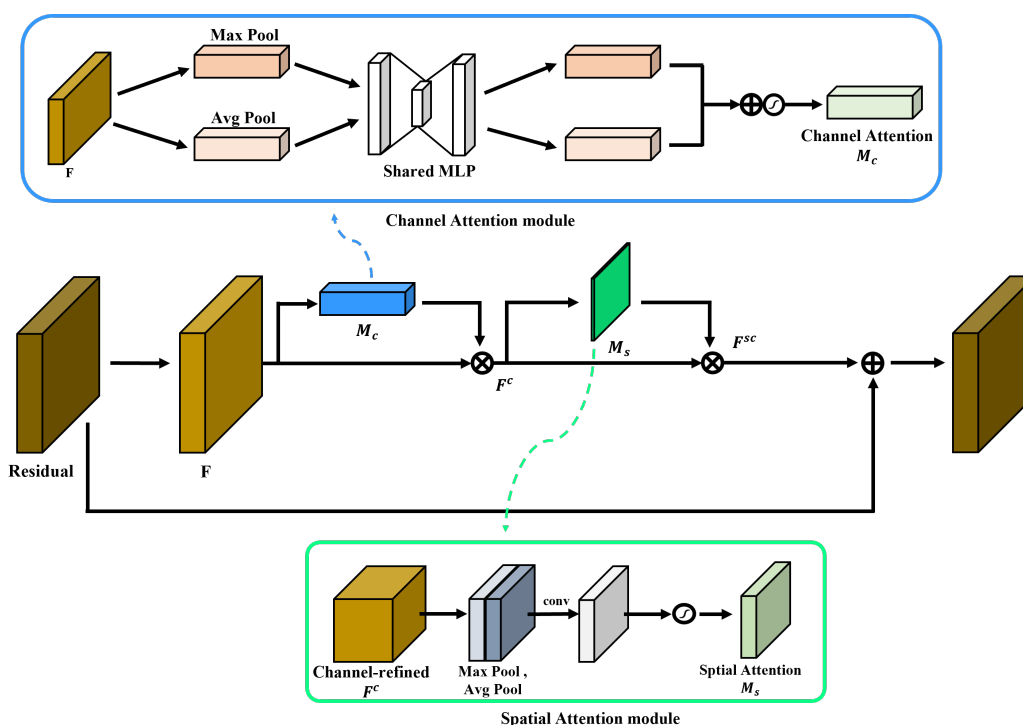 Max Pool
Avg Pool
F
Shared MLP
Channel Attention
M_c
Channel Attention module
M_c
F^c
M_s
F^{sc}
Residual
F
conv
Channel-refined
F^c
Max Pool ,
Avg Pool
Sptial Attention
M_s
Spatial Attention module